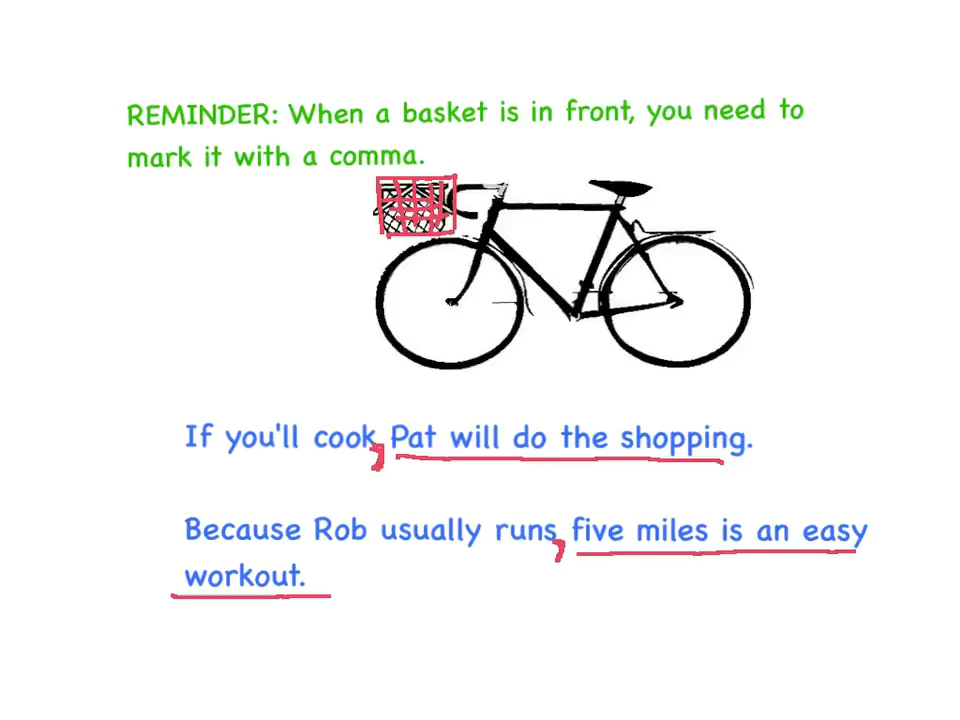 REMINDER: When a basket is in front, you need to
mark it with a comma.
If you'll cook, Pat will do the shopping.
Because Rob usually runs, five miles is an easy
workout.